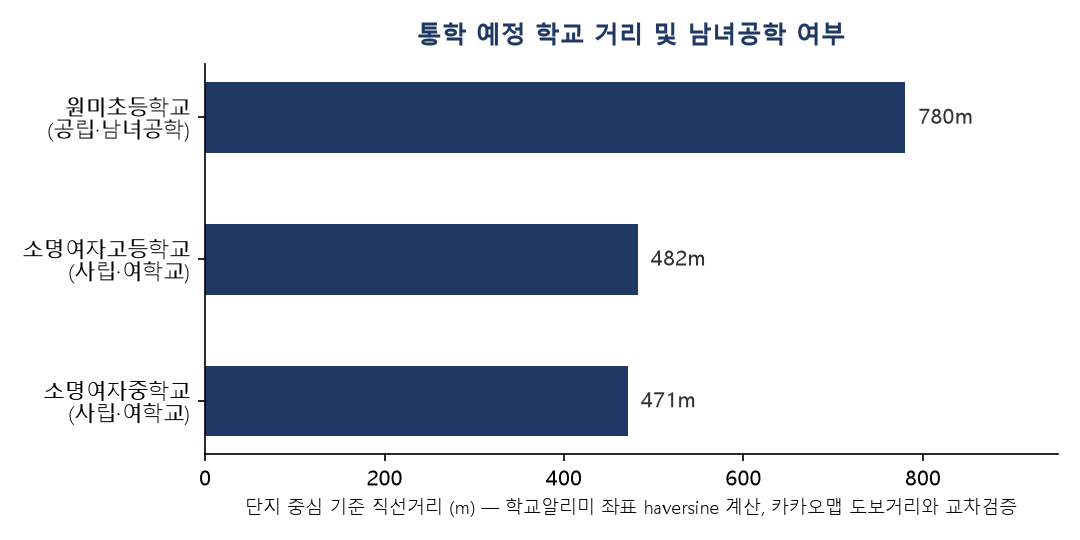 통학 예정 학교 거리 및 남녀공학 여부
원미초등학교
(공립·남녀공학)
780m
소명여자고등학교
(사립·여학교)
482m
소명여자중학교
(사립·여학교)
471m
0 200 400 600 800
단지 중심 기준 직선거리 (m) — 학교알리미 좌표 haversine 계산, 카카오맵 도보거리와 교차검증